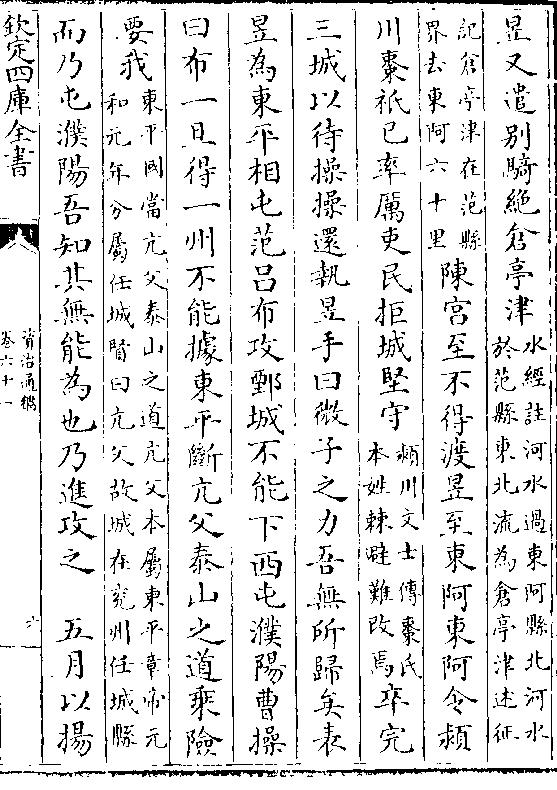 昱又遣別騎絶倉亭津水經註河水過東阿縣北河水於范縣東北流為倉亭津述征
記倉亭津在范縣界去東阿六十里陳宮至不得渡昱至東阿東阿令潁
川棗祗已率厲吏民拒城堅守潁川文士傳棗氏本姓棘避難改焉卒完
三城以待操操還執昱手曰微子之力吾無所歸矣表
昱為東平相屯范吕布攻鄄城不能下西屯濮陽曹操
曰布一旦得一州不能據東平斷亢父泰山之道乘險
要我東平國當亢父泰山之道亢父本屬東平章帝元和元年分屬任城賢曰亢父故城在兖州任城縣
而乃屯濮陽吾知其無能為也乃進攻之　五月以揚
欽定四庫全書
資治通鑑
卷六十一
六